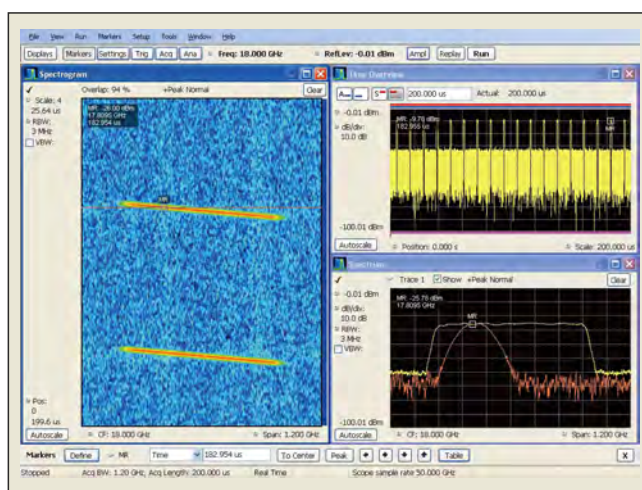 File View Run Markers Setup Tools Window Help
Displays Markers Settings Trig Acq Ana Freq: 18.000 GHz RefLev: -0.01 dBm Ampl Replay Run
Spectrogram
Overlap: 94 % +Peak Normal Clear
Scale: 4
25.64 us
RBW:
3 MHz
VBW:
MR: -26.00 dBm
17.8095 GHz
182.954 us
MR
Pos:
0
199.6 us
Autoscale CF: 18.000 GHz Span: 1.200 GHz
Time Overview
200.000 us Actual: 200.000 us
-0.01 dBm
dB/div:
10.0 dB
MR: -9.76 dBm
182.955 us
MR
-100.01 dBm
Autoscale Position: 0.000 s Scale: 200.000 us
Spectrum
Trace 1 Show +Peak Normal Clear
-0.01 dBm
dB/div:
10.0 dB
RBW:
3 MHz
VBW:
MR: -25.76 dBm
17.8095 GHz
MR
-100.01 dBm
Autoscale CF: 18.000 GHz Span: 1.200 GHz
Markers Define MR Time 182.954 us To Center Peak Table X
Stopped Acq BW: 1.20 GHz, Acq Length: 200.000 us Real Time Scope sample rate 50.000 GHz